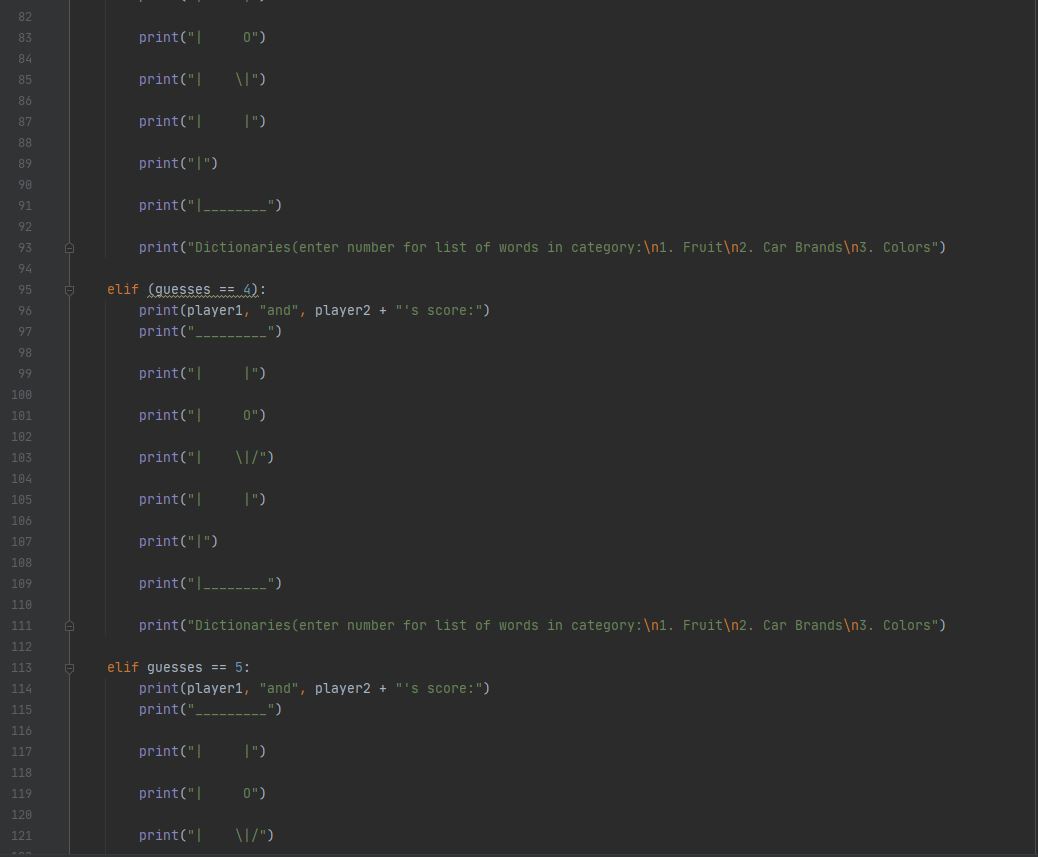 82
83 print("|     O")
84
85 print("|    \|")
86
87 print("|     |")
88
89 print("|")
90
91 print("|________")
92
93 print("Dictionaries(enter number for list of words in category:\n1. Fruit\n2. Car Brands\n3. Colors")
94
95 elif (guesses == 4):
96 print(player1, "and", player2 + "'s score:")
97 print("_________")
98
99 print("|     |")
100
101 print("|     O")
102
103 print("|    \|/")
104
105 print("|     |")
106
107 print("|")
108
109 print("|________")
110
111 print("Dictionaries(enter number for list of words in category:\n1. Fruit\n2. Car Brands\n3. Colors")
112
113 elif guesses == 5:
114 print(player1, "and", player2 + "'s score:")
115 print("_________")
116
117 print("|     |")
118
119 print("|     O")
120
121 print("|    \|/")